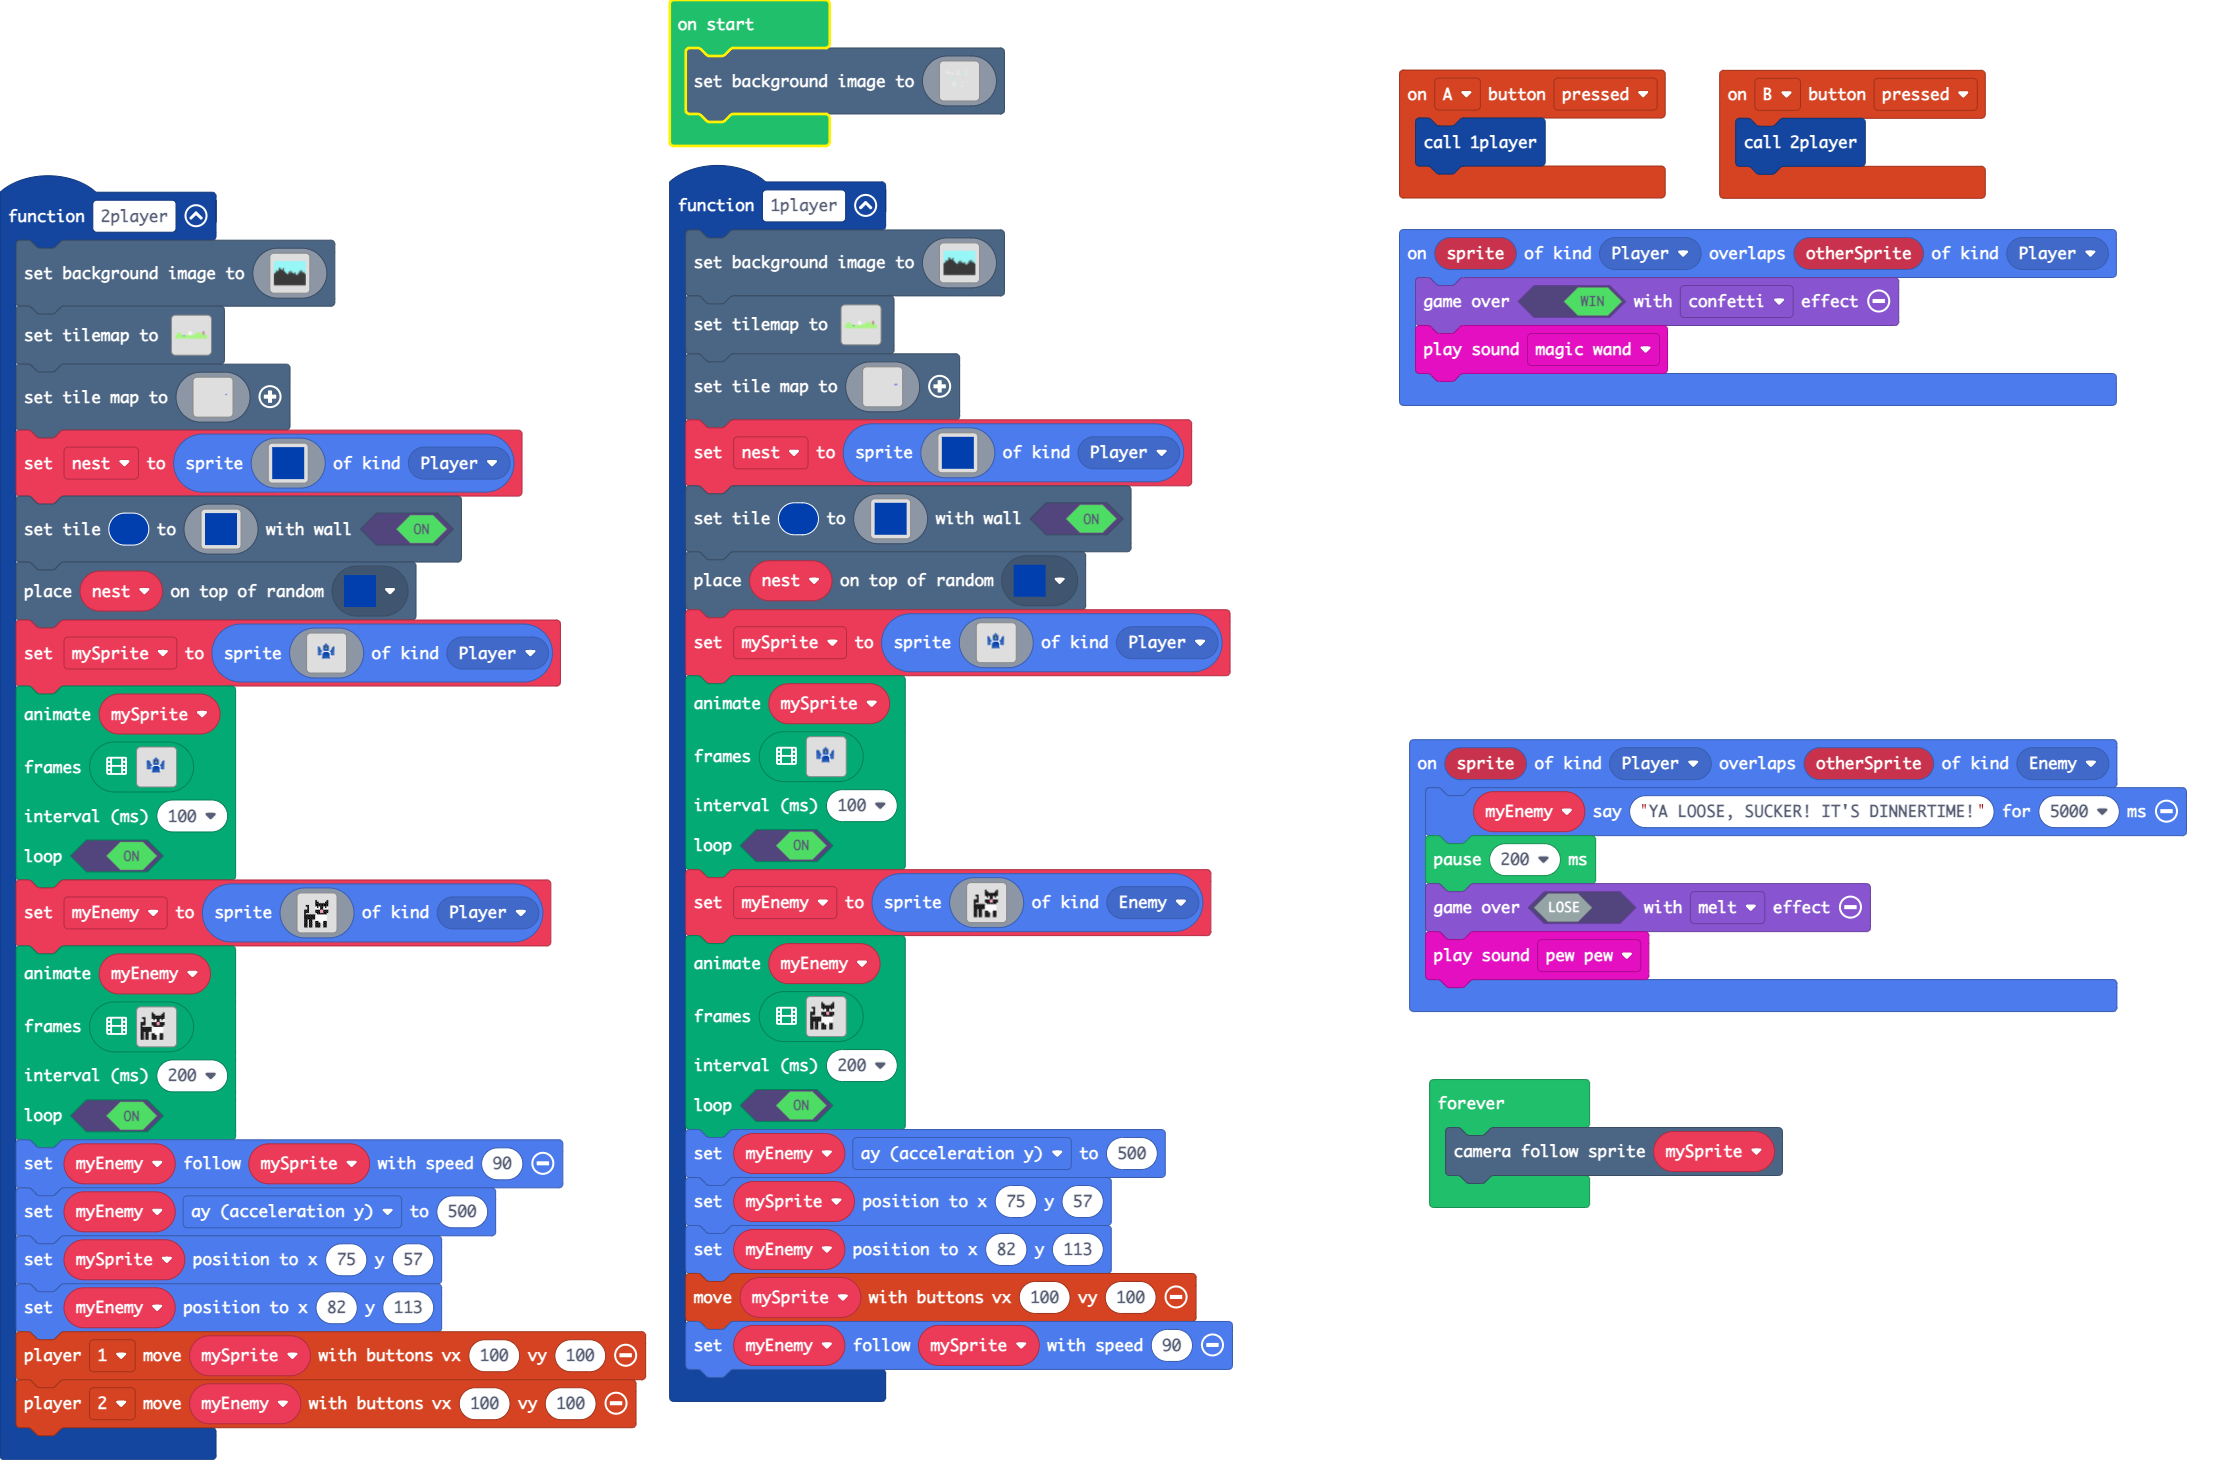 on start
set background image to
function 2player
set background image to
set tilemap to
set tile map to
set nest to sprite of kind Player
set tile to with wall ON
place nest on top of random
set mySprite to sprite of kind Player
animate mySprite
frames
interval (ms) 100
loop ON
set myEnemy to sprite of kind Player
animate myEnemy
frames
interval (ms) 200
loop ON
set myEnemy follow mySprite with speed 90
set myEnemy ay (acceleration y) to 500
set mySprite position to x 75 y 57
set myEnemy position to x 82 y 113
player 1 move mySprite with buttons vx 100 vy 100
player 2 move myEnemy with buttons vx 100 vy 100
function 1player
set background image to
set tilemap to
set tile map to
set nest to sprite of kind Player
set tile to with wall ON
place nest on top of random
set mySprite to sprite of kind Player
animate mySprite
frames
interval (ms) 100
loop ON
set myEnemy to sprite of kind Enemy
animate myEnemy
frames
interval (ms) 200
loop ON
set myEnemy ay (acceleration y) to 500
set mySprite position to x 75 y 57
set myEnemy position to x 82 y 113
move mySprite with buttons vx 100 vy 100
set myEnemy follow mySprite with speed 90
on A button pressed
call 1player
on B button pressed
call 2player
on sprite of kind Player overlaps otherSprite of kind Player
game over WIN with confetti effect
play sound magic wand
on sprite of kind Player overlaps otherSprite of kind Enemy
myEnemy say "YA LOOSE, SUCKER! IT'S DINNERTIME!" for 5000 ms
pause 200 ms
game over LOSE with melt effect
play sound pew pew
forever
camera follow sprite mySprite